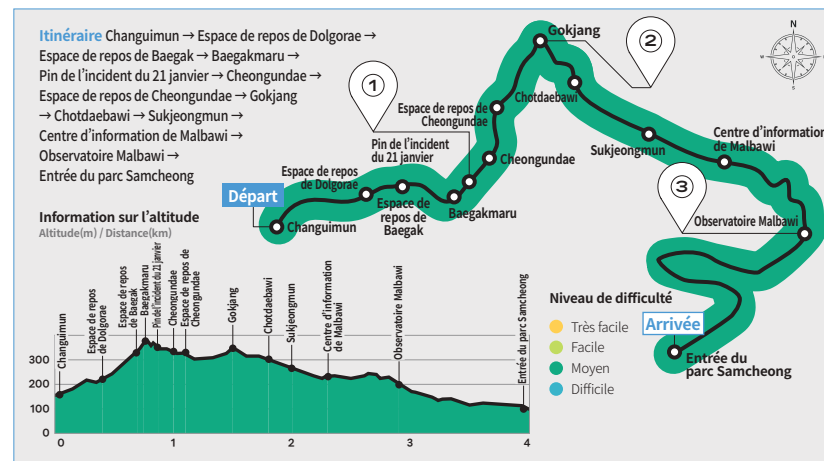 Itinéraire Changuimun → Espace de repos de Dolgorae →
Espace de repos de Baegak → Baegakmaru →
Pin de l'incident du 21 janvier → Cheongundae →
Espace de repos de Cheongundae → Gokjang
→ Chotdaebawi → Sukjeongmun →
Centre d'information de Malbawi →
Observatoire Malbawi →
Entrée du parc Samcheong
Gokjang
2
N
W
E
S
1
Chotdaebawi
Espace de repos de
Cheongundae
Centre d'information
de Malbawi
Sukjeongmun
Pin de l'incident
du 21 janvier
Cheongundae
Espace de repos
de Dolgorae
3
Départ
Baegakmaru
Espace de
repos de
Baegak
Observatoire Malbawi
Changuimun
Information sur l'altitude
Altitude(m) / Distance(km)
Changuimun
Espace de repos
de Dolgorae
Espace de repos
de Baegak
Baegakmaru
Pin de l'incident du 21 janvier
Cheongundae
Espace de repos de
Cheongundae
Gokjang
Chotdaebawi
Sukjeongmun
Centre d'information
de Malbawi
Observatoire Malbawi
Entrée du parc Samcheong
300
200
100
0
0
1
2
3
4
Niveau de difficulté
Très facile
Facile
Moyen
Difficile
Arrivée
Entrée du
parc Samcheong